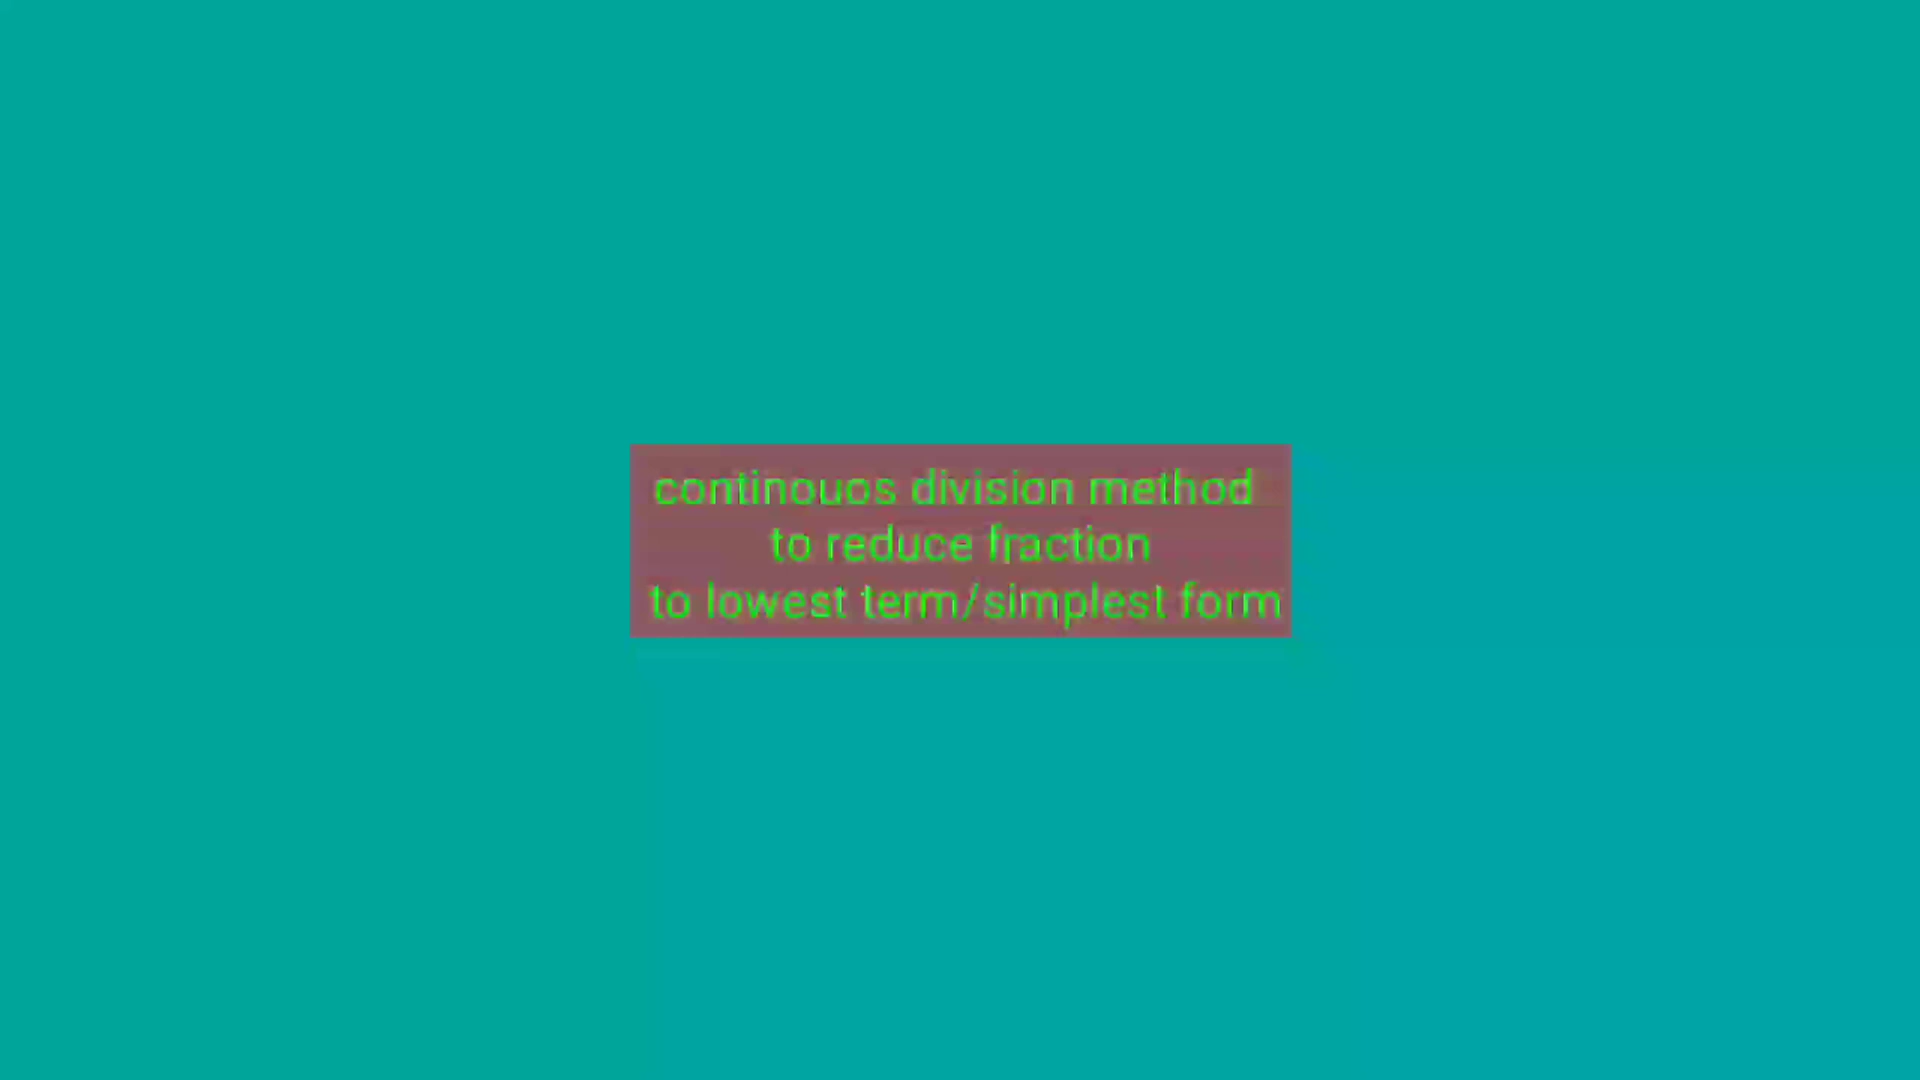 continouos division method
to reduce fraction
to lowest term/simplest form